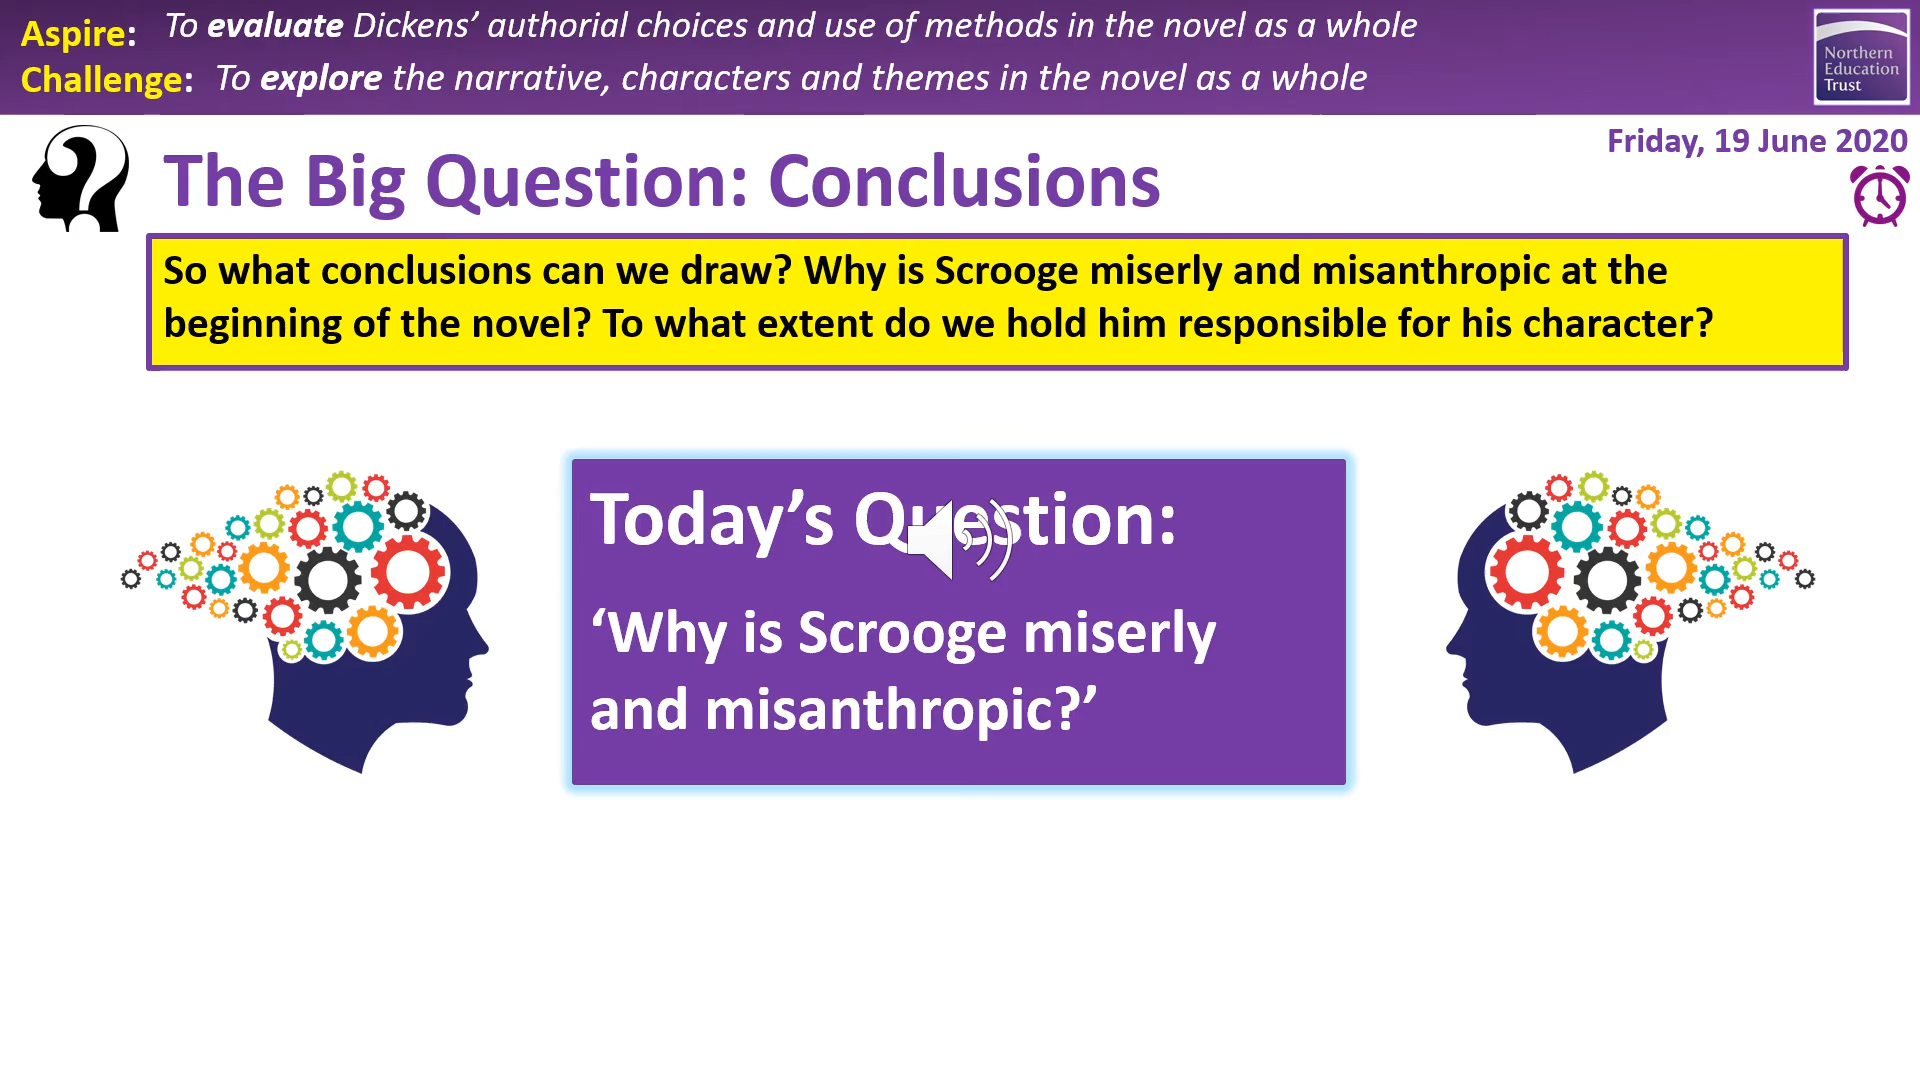 Aspire: To evaluate Dickens’ authorial choices and use of methods in the novel as a whole
Challenge: To explore the narrative, characters and themes in the novel as a whole
Northern
Education
Trust
Friday, 19 June 2020
The Big Question: Conclusions
So what conclusions can we draw? Why is Scrooge miserly and misanthropic at the
beginning of the novel? To what extent do we hold him responsible for his character?
Today’s Question:
‘Why is Scrooge miserly
and misanthropic?’